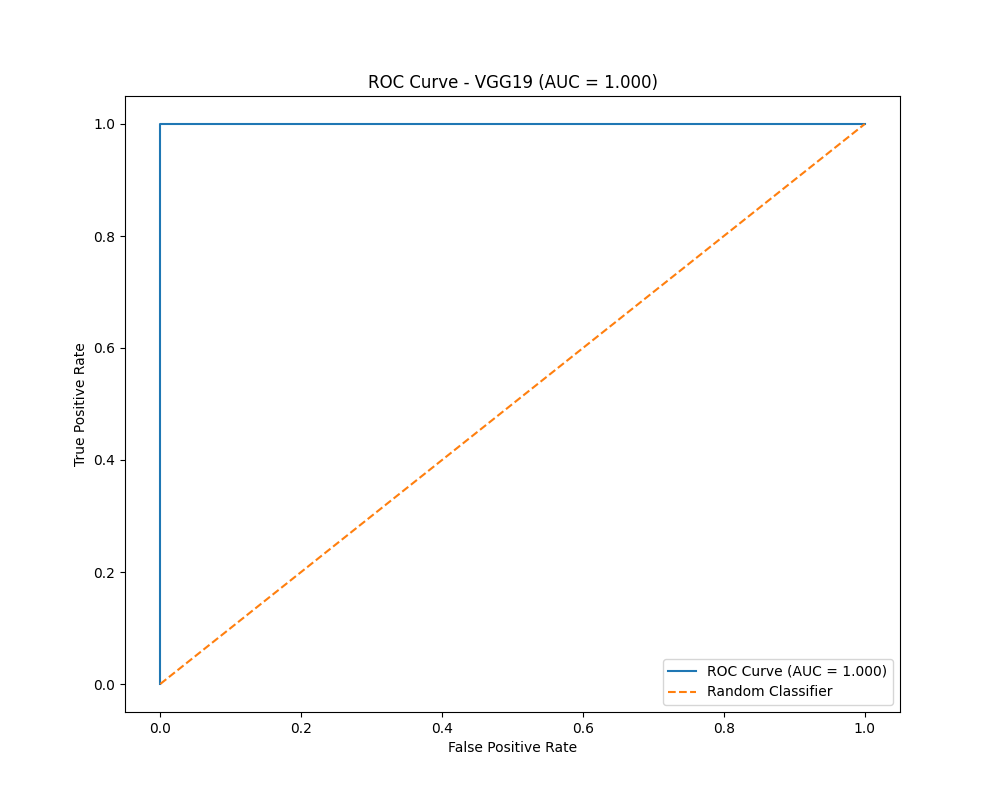 ROC Curve - VGG19 (AUC = 1.000)
True Positive Rate
1.0
0.8
0.6
0.4
0.2
0.0
0.0 0.2 0.4 0.6 0.8 1.0
False Positive Rate
ROC Curve (AUC = 1.000)
Random Classifier